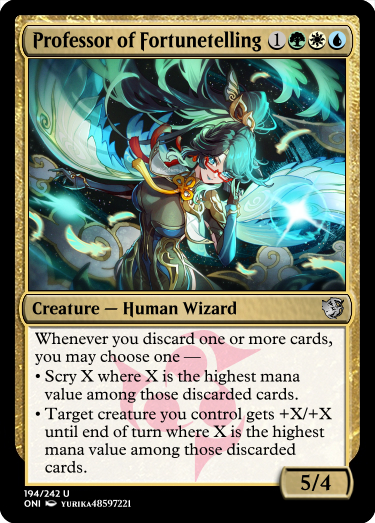 Professor of Fortunetelling 1
Creature — Human Wizard
Whenever you discard one or more cards,
you may choose one —
• Scry X where X is the highest mana
value among those discarded cards.
• Target creature you control gets +X/+X
until end of turn where X is the highest
mana value among those discarded
cards.
5/4
194/242 U
ONI YURIKA48597221